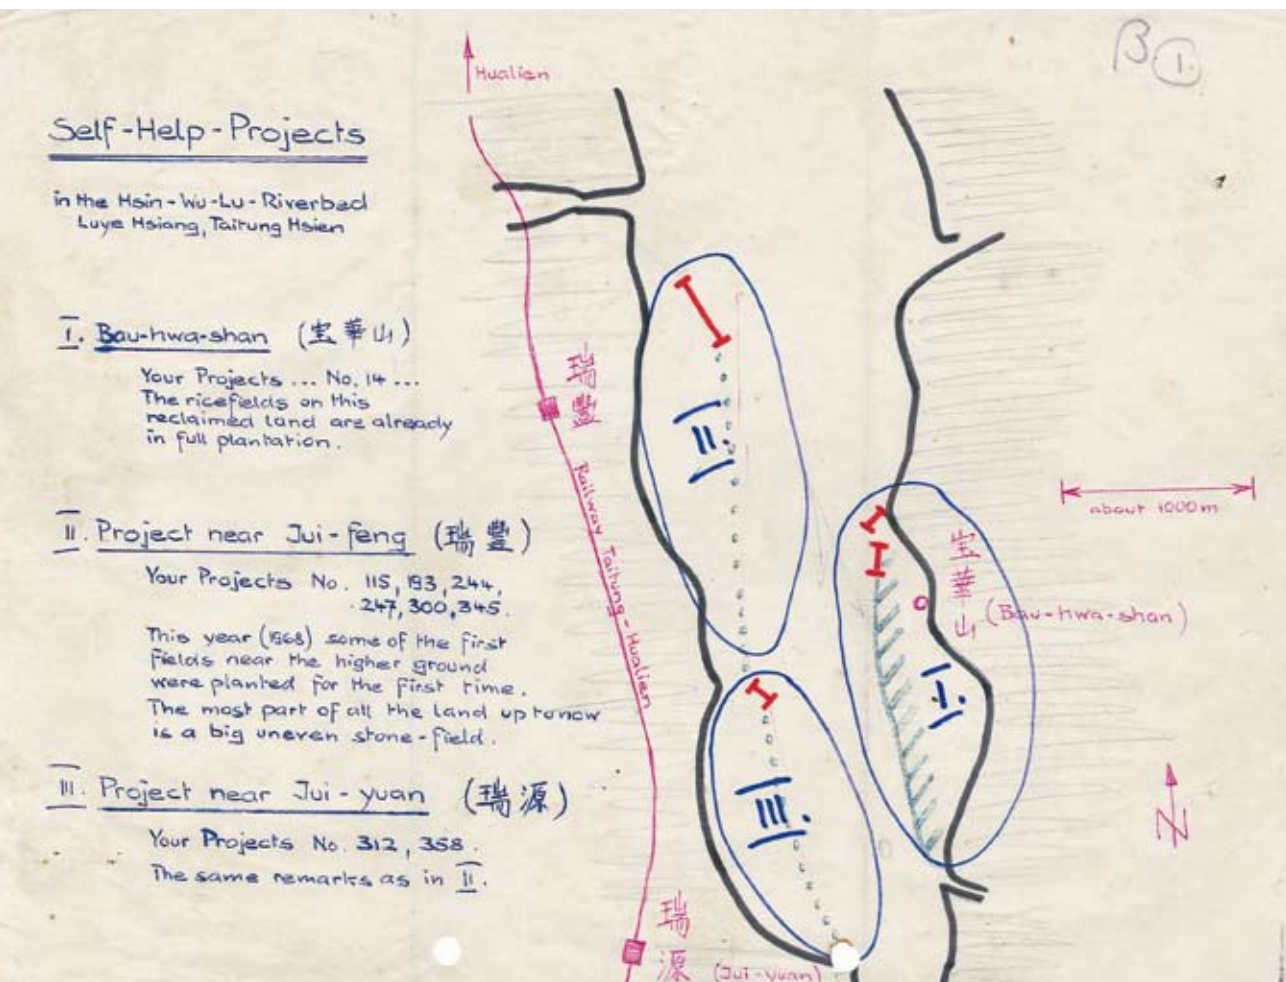 B 1.
Hualien
Self-Help-Projects
in the Hsin-Wu-Lu-Riverbed
Luye Hsiang, Taitung Hsien
I. Bau-hwa-shan (宝華山)
Your Projects ... No. 14 ...
The ricefields on this
reclaimed land are already
in full plantation.
II. Project near Jui-feng (瑞豐)
Your Projects No. 115, 193, 244,
247, 300, 345.
This year (1968) some of the first
fields near the higher ground
were planted for the first time.
The most part of all the land up to now
is a big uneven stone-field.
III. Project near Jui-yuan (瑞源)
Your Projects No. 312, 358.
The same remarks as in II.
瑞豐
Railway Taitung-Hualien
瑞源
(Jui-yuan)
II
III
I
宝華山
(Bau-hwa-shan)
about 1000m
N